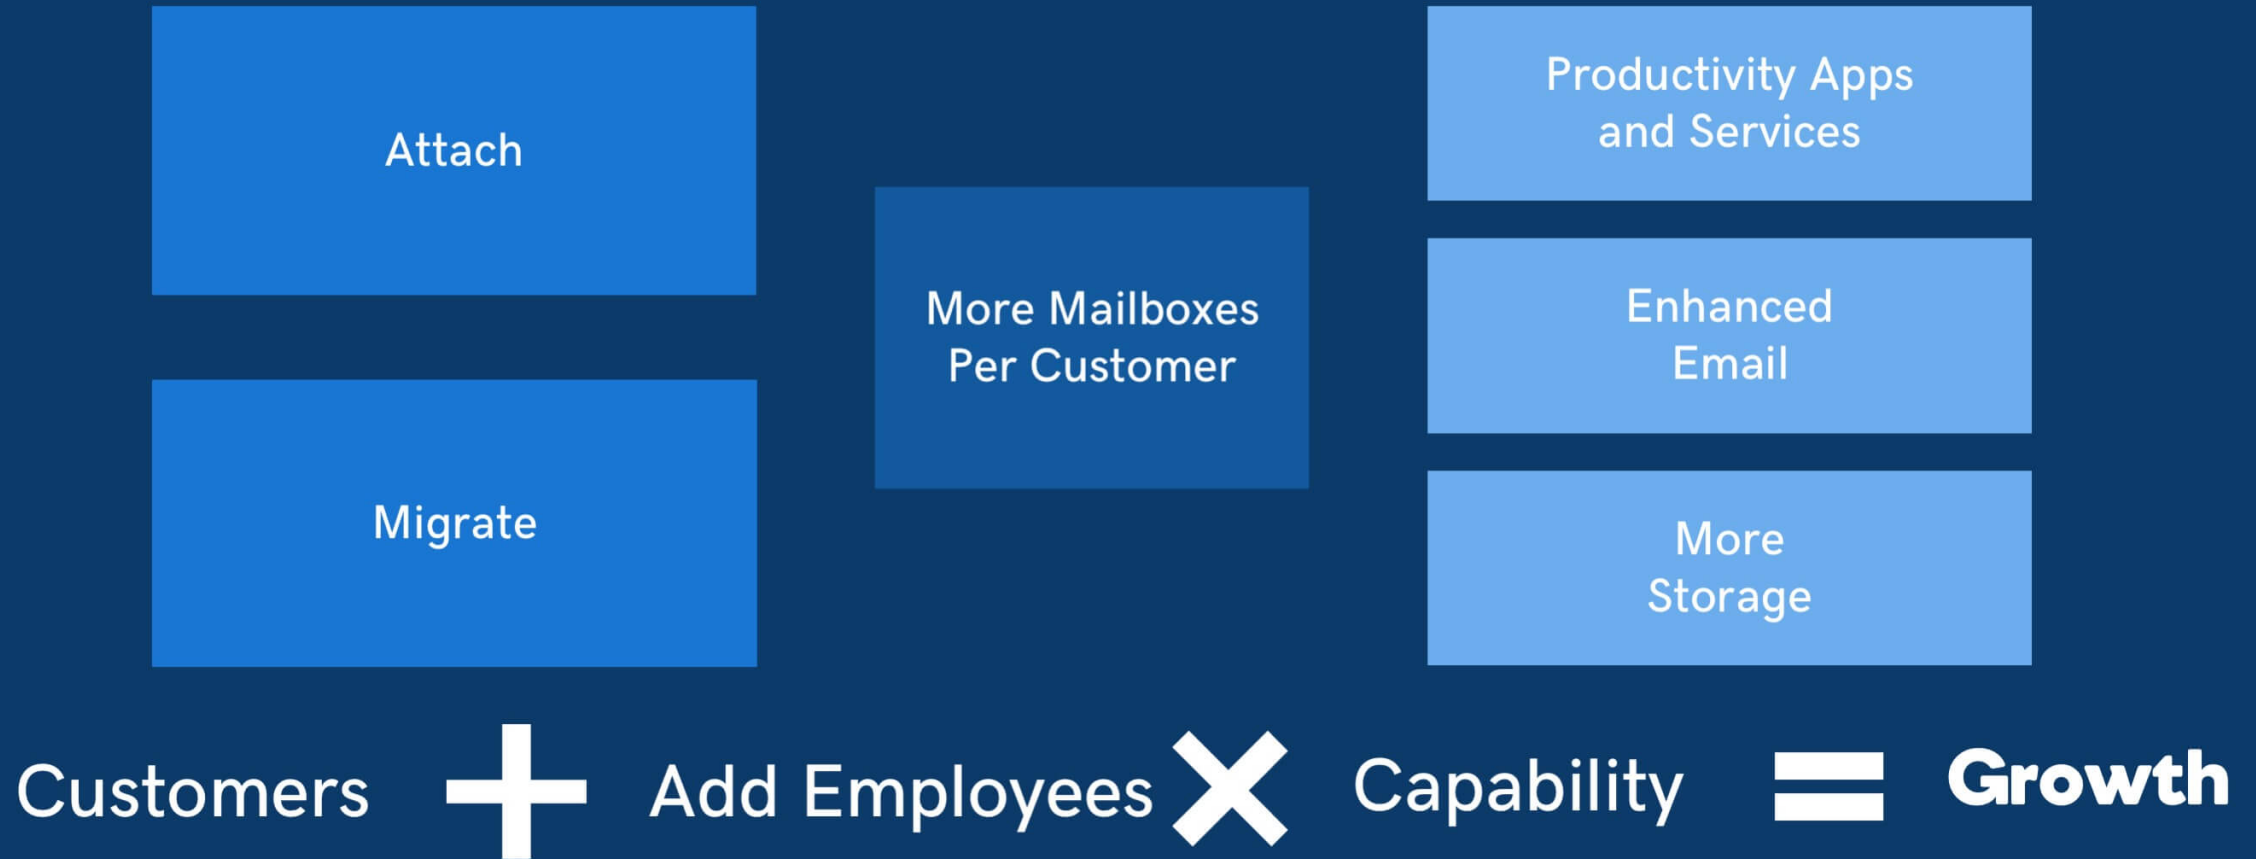 Attach
Migrate
More Mailboxes
Per Customer
Productivity Apps
and Services
Enhanced
Email
More
Storage
Customers + Add Employees × Capability = Growth